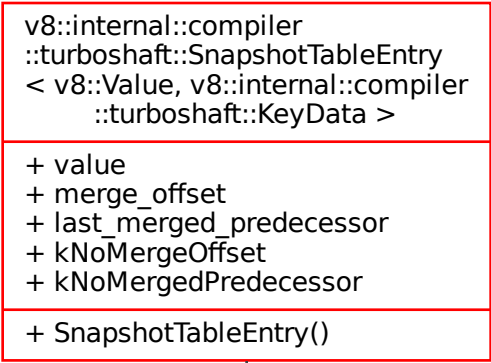 v8::internal::compiler
::turboshaft::SnapshotTableEntry
< v8::Value, v8::internal::compiler
::turboshaft::KeyData >
+ value
+ merge_offset
+ last_merged_predecessor
+ kNoMergeOffset
+ kNoMergedPredecessor
+ SnapshotTableEntry()